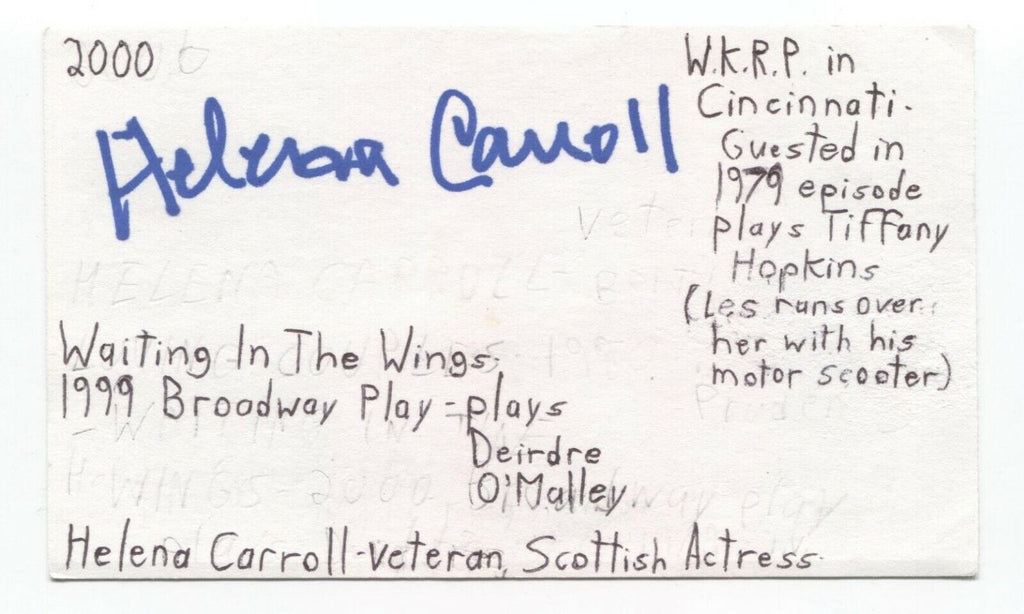 2000
Helena Carroll
W.K.R.P. in
Cincinnati.
Guested in
1979 episode
plays Tiffany
Hopkins
(Les runs over
her with his
motor scooter)
Waiting In The Wings,
1999 Broadway Play - plays
Deirdre
O'Malley
Helena Carroll - veteran, Scottish Actress.